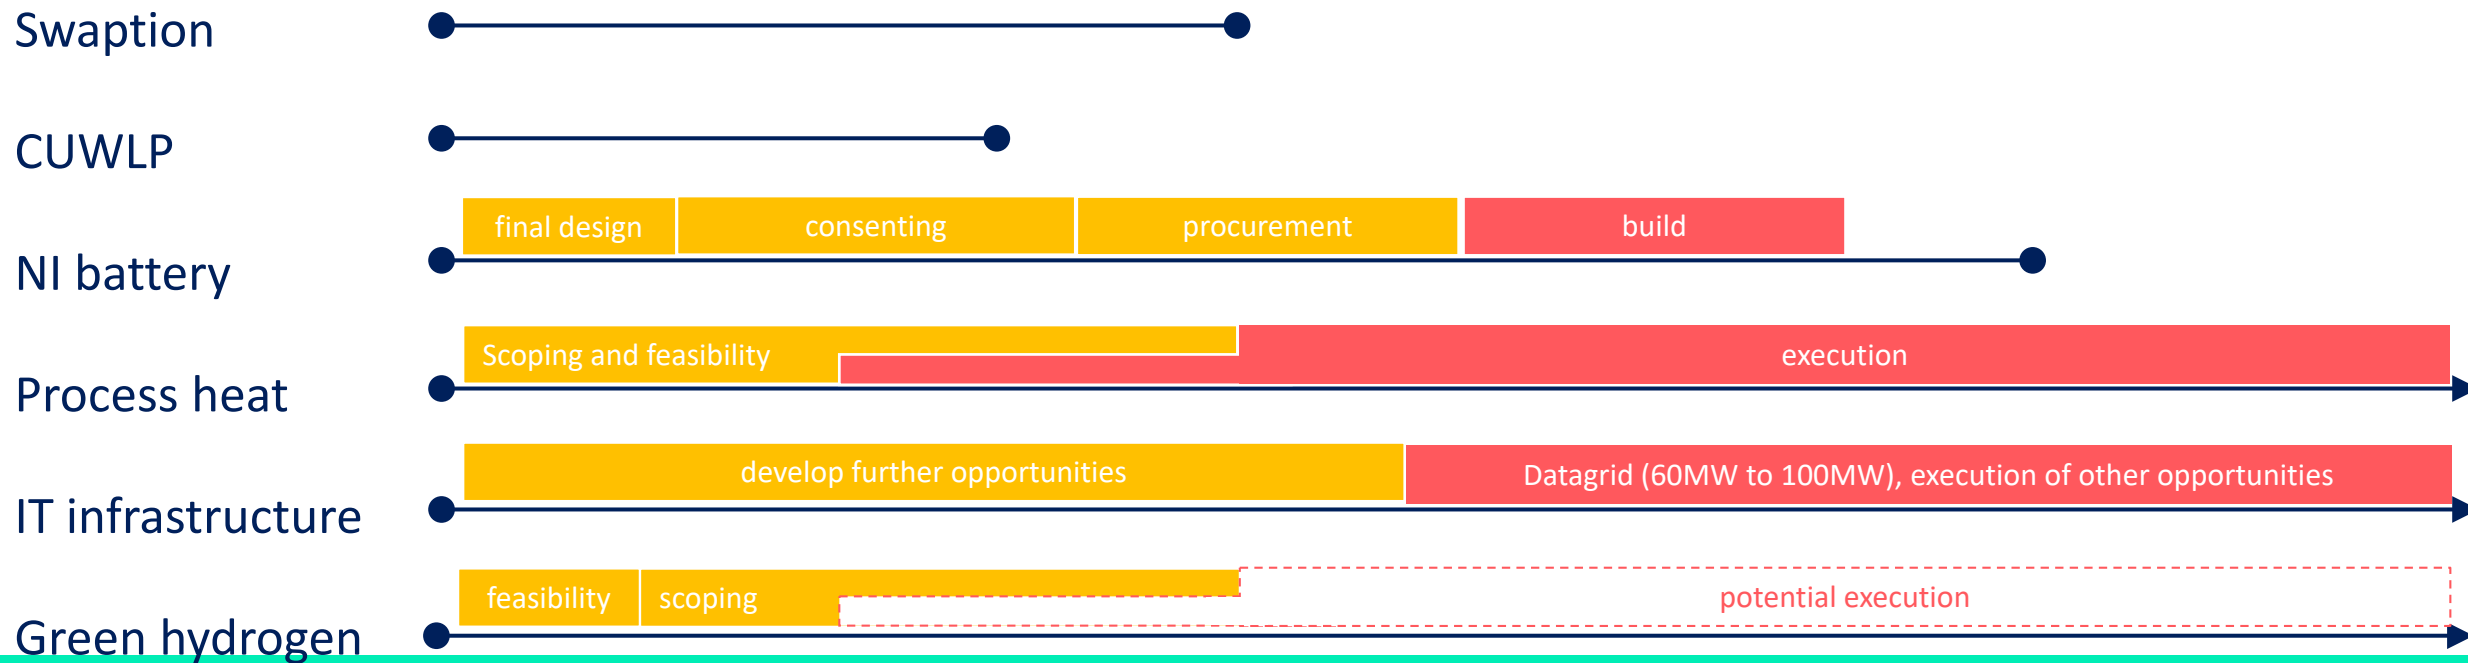 Swaption
CUWLP
final design consenting procurement build
NI battery
Scoping and feasibility execution
Process heat
develop further opportunities Datagrid (60MW to 100MW), execution of other opportunities
IT infrastructure
feasibility scoping potential execution
Green hydrogen